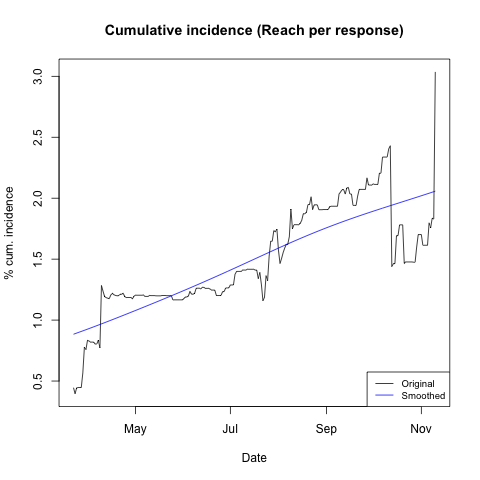 Cumulative incidence (Reach per response)
% cum. incidence
3.0
2.5
2.0
1.5
1.0
0.5
May
Jul
Sep
Nov
Date
Original
Smoothed